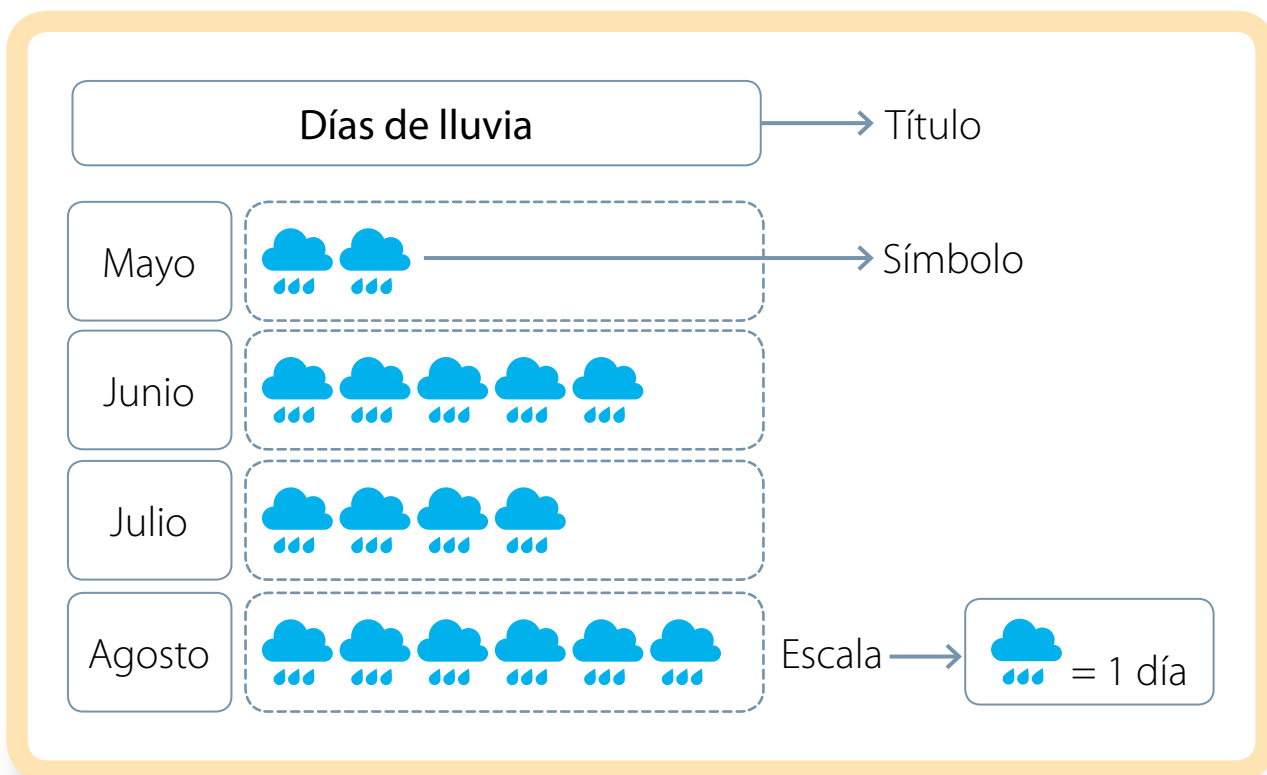 Días de lluvia
Título
Mayo
Símbolo
Junio
Julio
Agosto
Escala
= 1 día